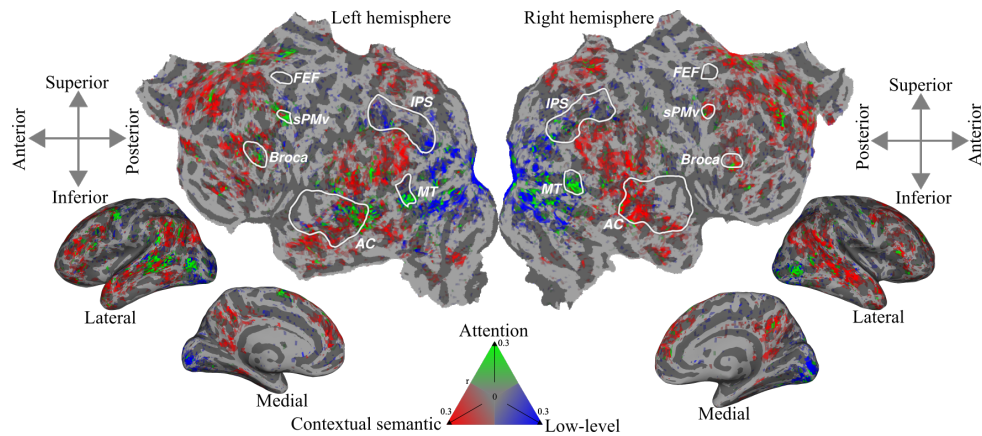 Left hemisphere
Right hemisphere
Superior
Anterior
Posterior
Inferior
FEF
IPS
sPMv
Broca
MT
AC
FEF
IPS
sPMv
Broca
MT
AC
Superior
Posterior
Anterior
Inferior
Lateral
Medial
Lateral
Medial
Attention
0.3
r
0
0.3
0.3
Contextual semantic
Low-level